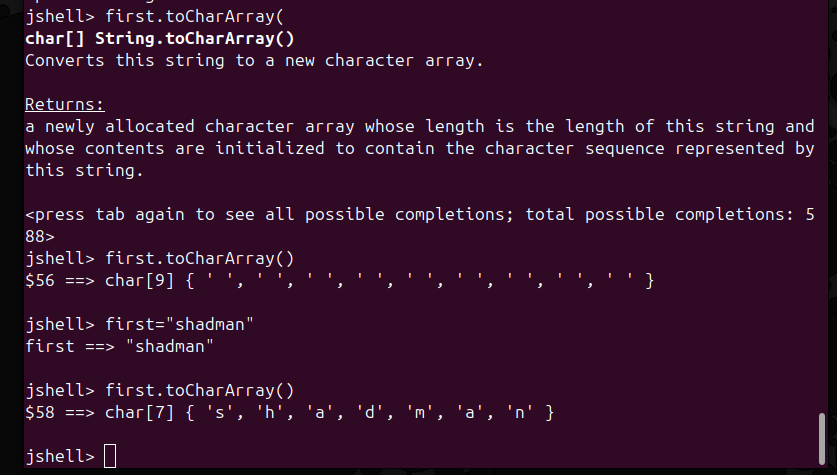 jshell> first.toCharArray(
char[] String.toCharArray()
Converts this string to a new character array.
Returns:
a newly allocated character array whose length is the length of this string and
whose contents are initialized to contain the character sequence represented by
this string.
<press tab again to see all possible completions; total possible completions: 5
88>
jshell> first.toCharArray()
$56 ==> char[9] { ' ', ' ', ' ', ' ', ' ', ' ', ' ', ' ', ' ' }
jshell> first="shadman"
first ==> "shadman"
jshell> first.toCharArray()
$58 ==> char[7] { 's', 'h', 'a', 'd', 'm', 'a', 'n' }
jshell>